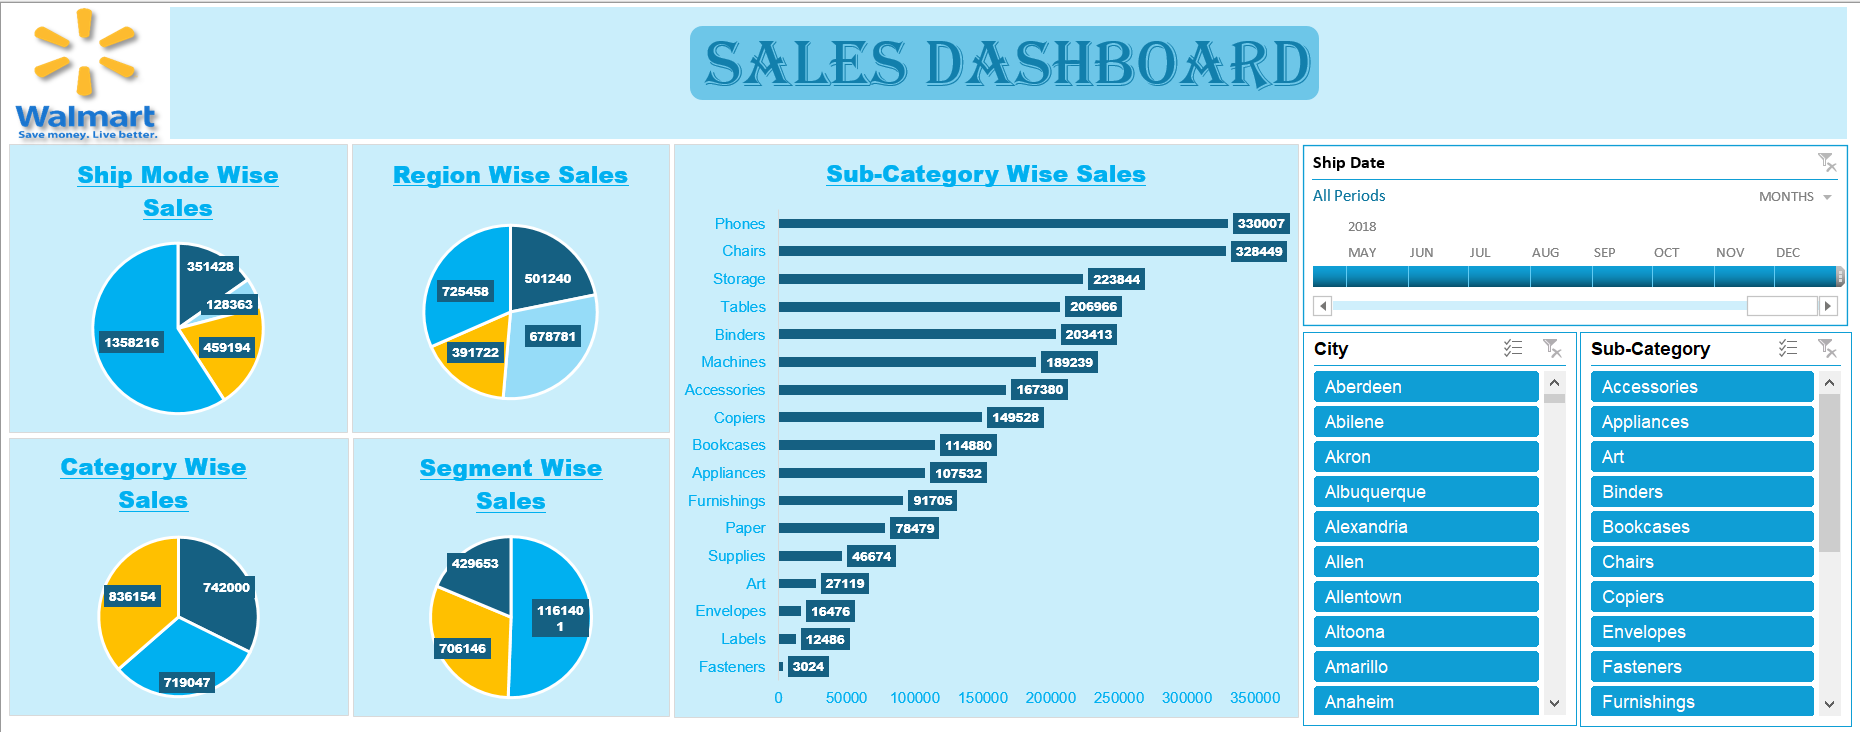 Walmart
Save money. Live better.
SALES DASHBOARD
Ship Mode Wise
Sales
351428
128363
1358216
459194
Region Wise Sales
501240
725458
678781
391722
Category Wise
Sales
742000
836154
719047
Segment Wise
Sales
429653
116140
1
706146
Sub-Category Wise Sales
Phones 330007
Chairs 328449
Storage 223844
Tables 206966
Binders 203413
Machines 189239
Accessories 167380
Copiers 149528
Bookcases 114880
Appliances 107532
Furnishings 91705
Paper 78479
Supplies 46674
Art 27119
Envelopes 16476
Labels 12486
Fasteners 3024
0 50000 100000 150000 200000 250000 300000 350000
Ship Date
All Periods MONTHS
2018
MAY JUN JUL AUG SEP OCT NOV DEC
City
Aberdeen
Abilene
Akron
Albuquerque
Alexandria
Allen
Allentown
Altoona
Amarillo
Anaheim
Sub-Category
Accessories
Appliances
Art
Binders
Bookcases
Chairs
Copiers
Envelopes
Fasteners
Furnishings